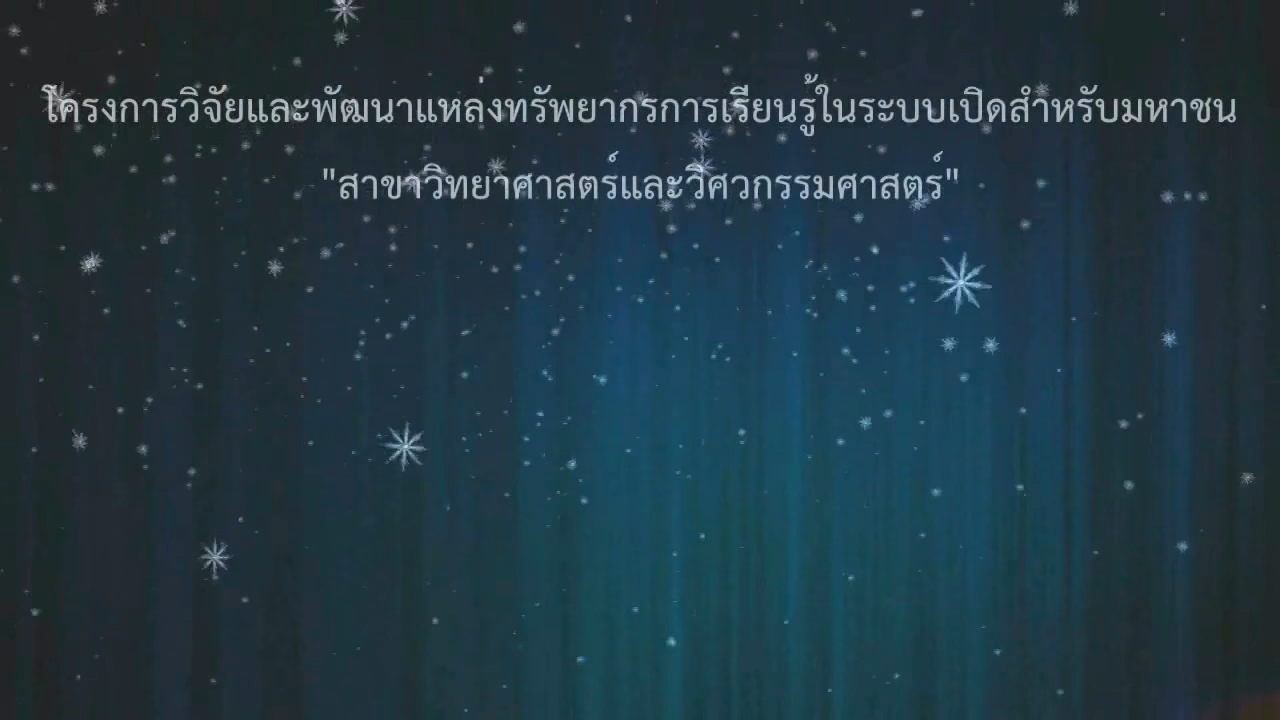 โครงการวิจัยและพัฒนาแหล่งทรัพยากรการเรียนรู้ในระบบเปิดสำหรับมหาชน
"สาขาวิทยาศาสตร์และวิศวกรรมศาสตร์"